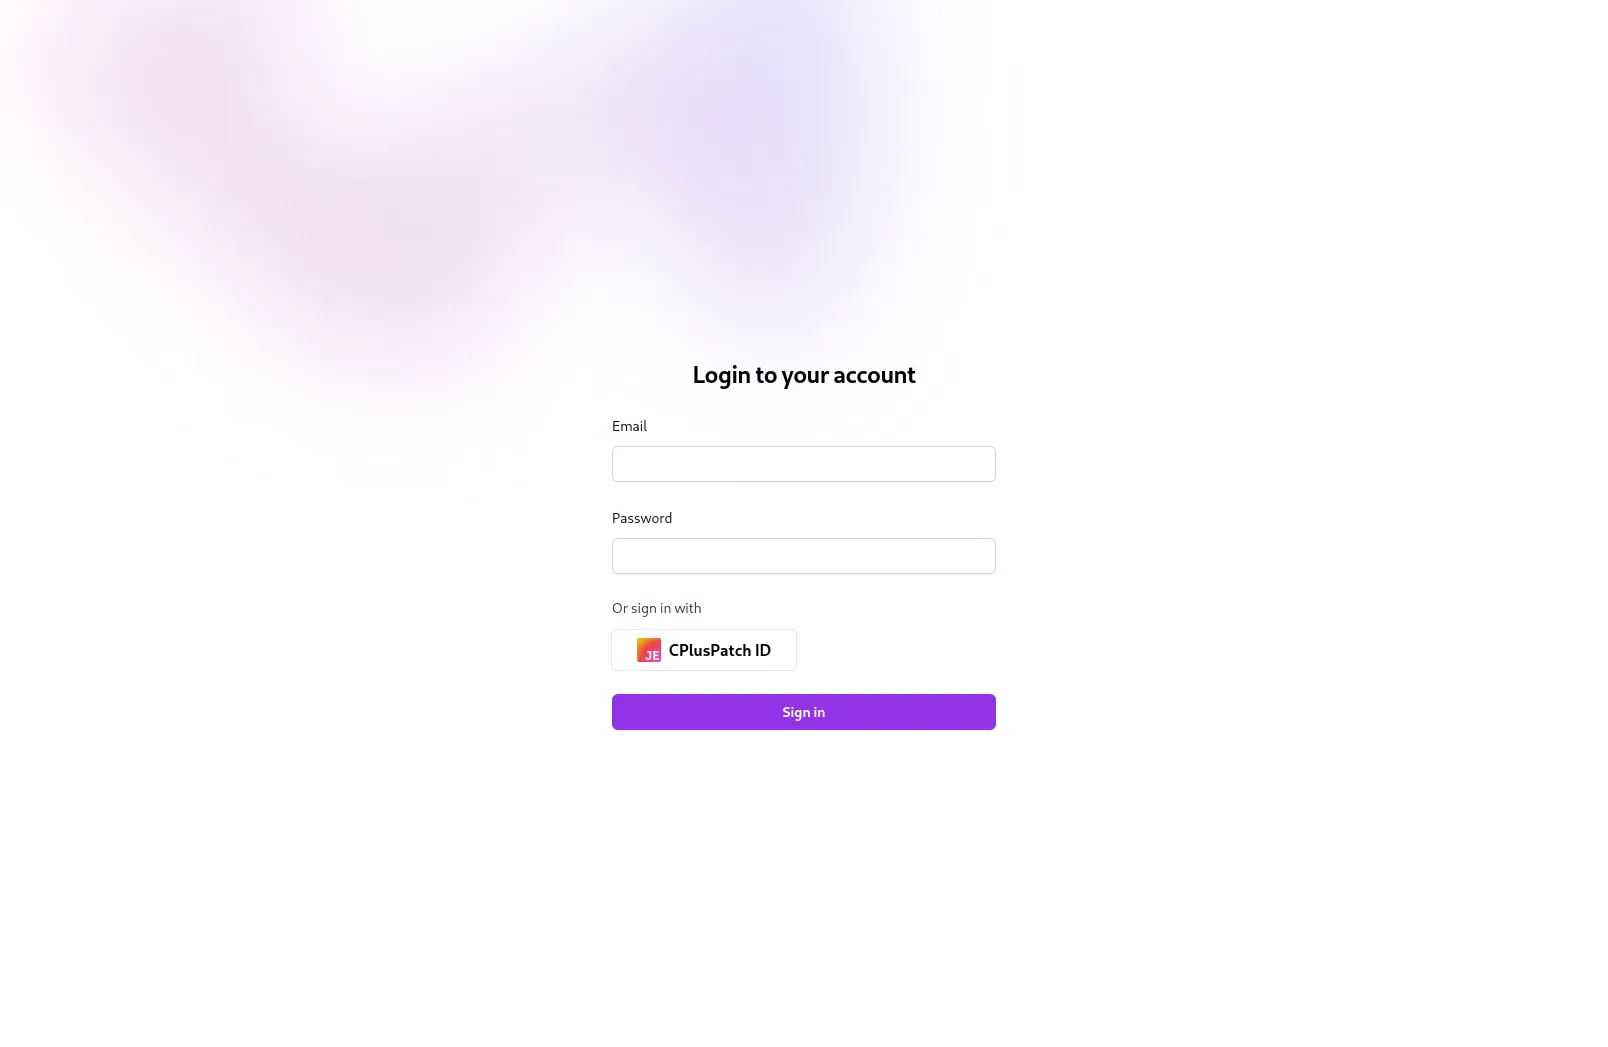 Login to your account
Email
Password
Or sign in with
JE CPlusPatch ID
Sign in